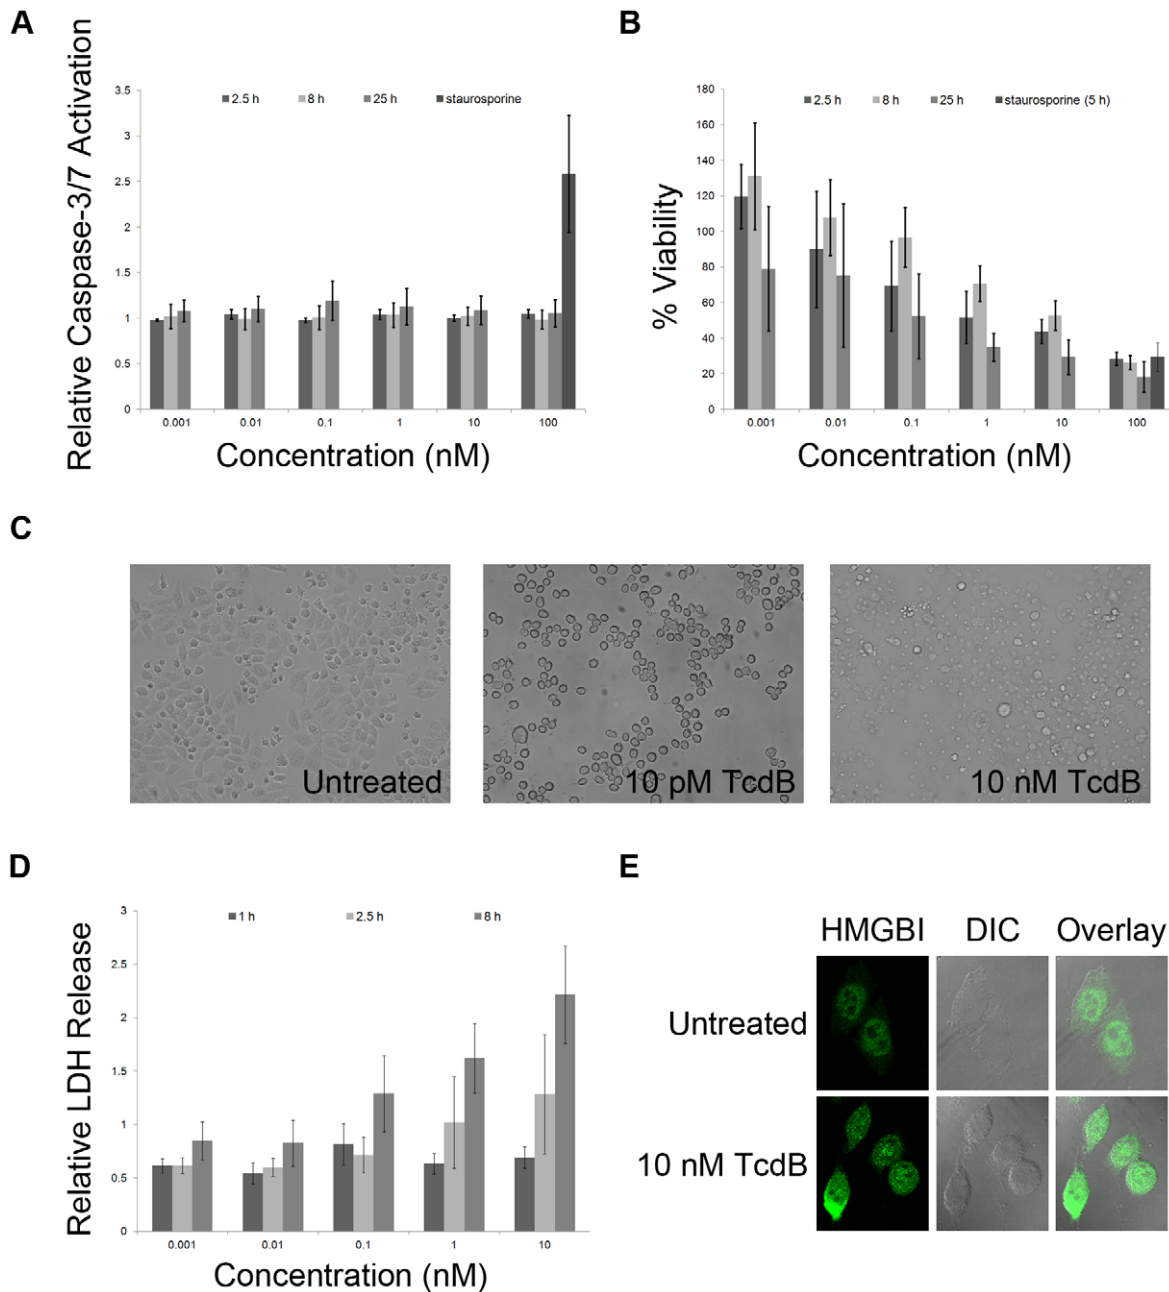 A
Relative Caspase-3/7 Activation
2.5 h 8 h 25 h staurosporine
3.5
3
2.5
2
1.5
1
0.5
0
0.001 0.01 0.1 1 10 100
Concentration (nM)
B
% Viability
2.5 h 8 h 25 h staurosporine (5 h)
180
160
140
120
100
80
60
40
20
0
0.001 0.01 0.1 1 10 100
Concentration (nM)
C
Untreated
10 pM TcdB
10 nM TcdB
D
Relative LDH Release
1 h 2.5 h 8 h
3
2.5
2
1.5
1
0.5
0
0.001 0.01 0.1 1 10
Concentration (nM)
E
HMGBI DIC Overlay
Untreated
10 nM TcdB